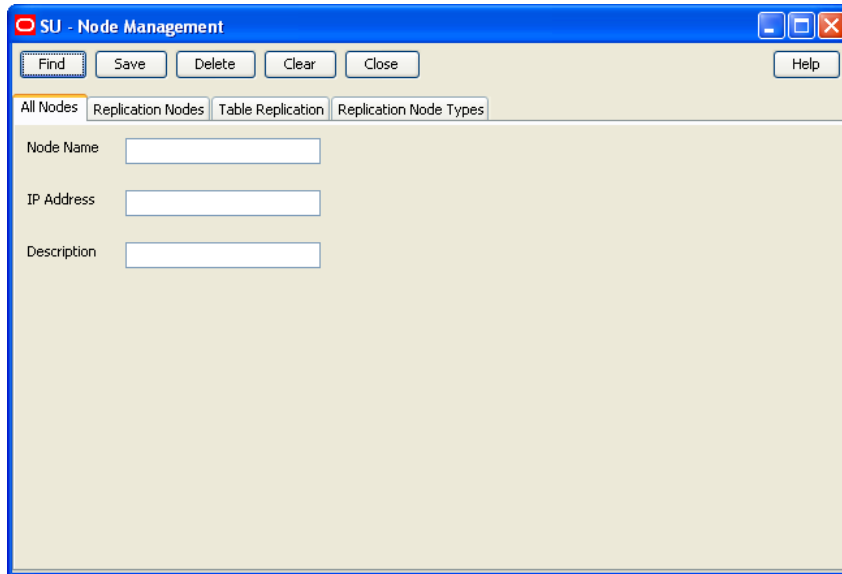 SU - Node Management
Find Save Delete Clear Close Help
All Nodes Replication Nodes Table Replication Replication Node Types
Node Name
IP Address
Description